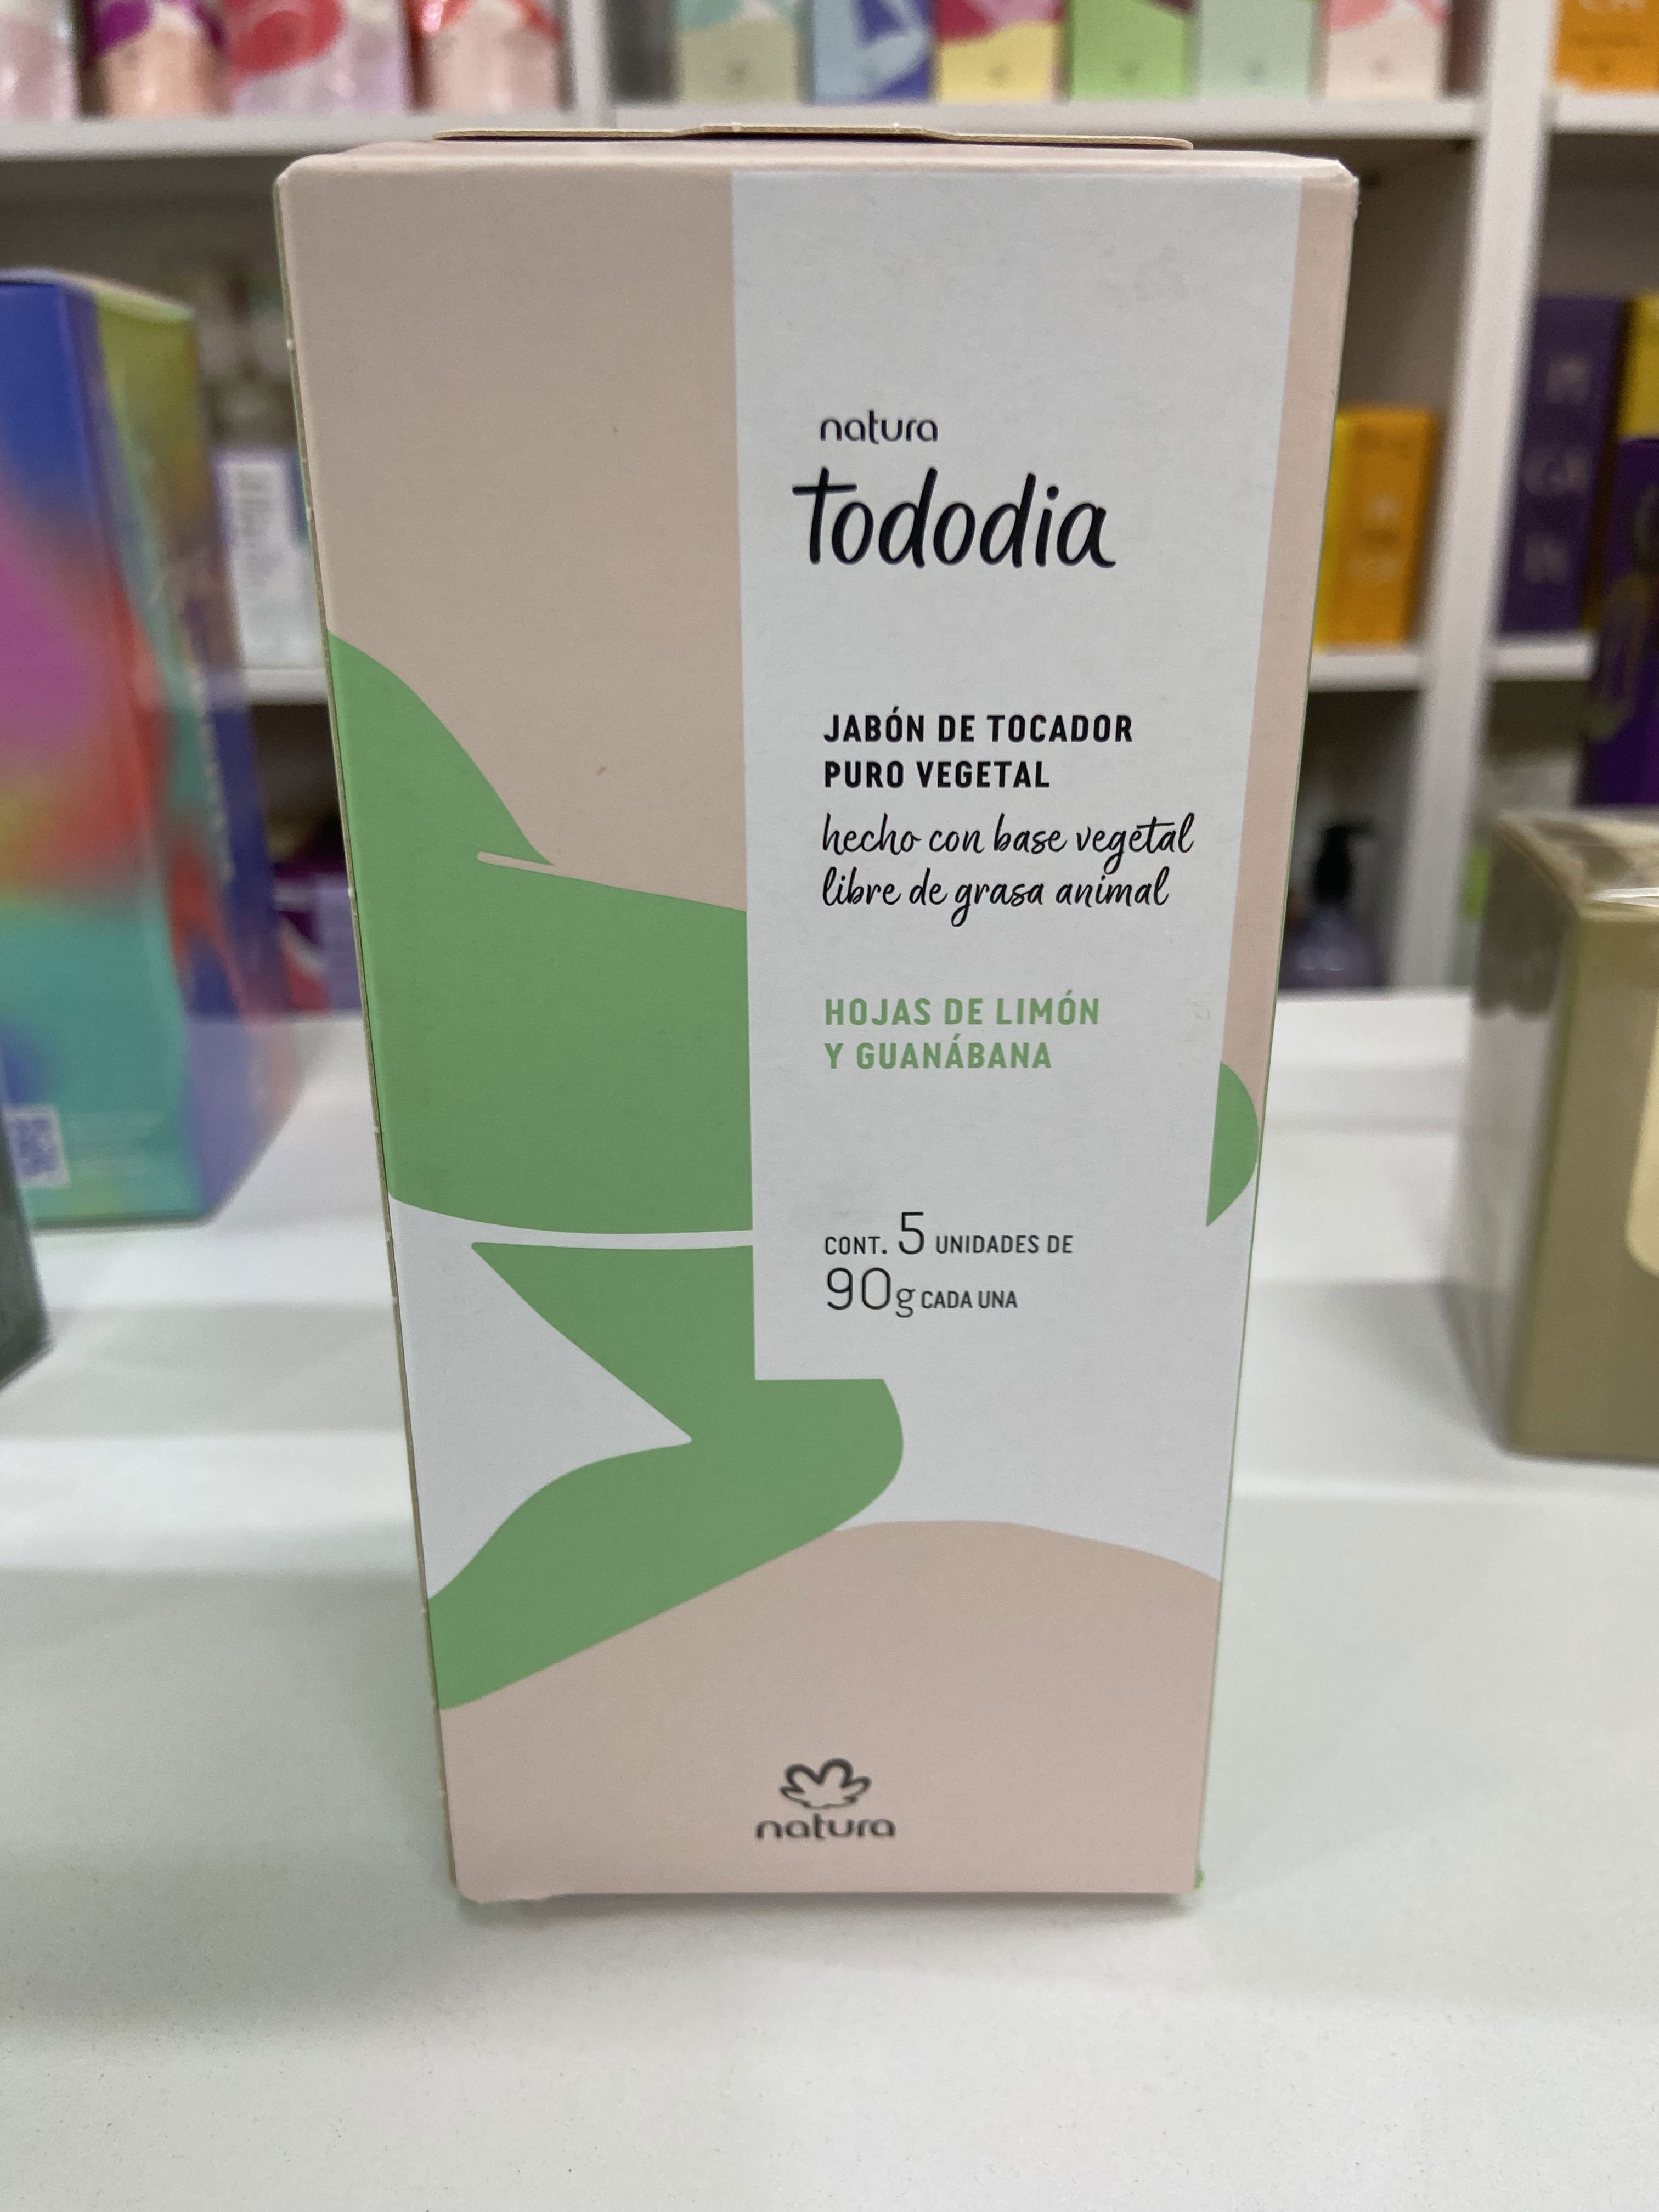 natura
Tododia
JABÓN DE TOCADOR
PURO VEGETAL
hecho con base vegetal
libre de grasa animal
HOJAS DE LIMÓN
Y GUANÁBANA
CONT. 5 UNIDADES DE
90g CADA UNA
natura